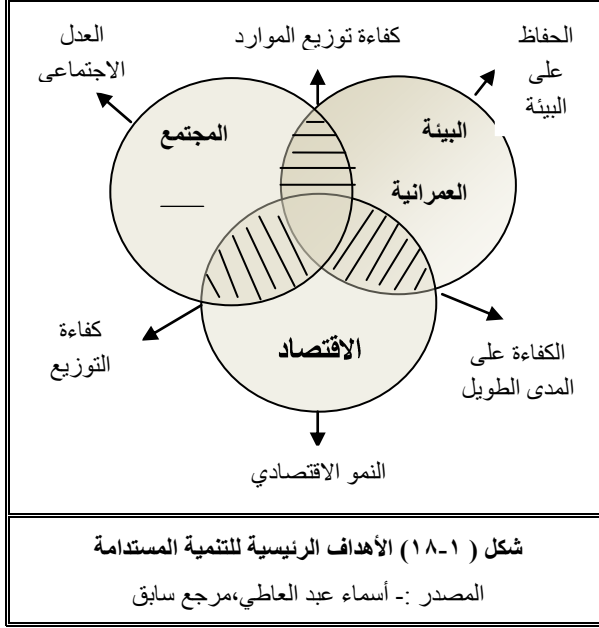 الحفاظ
على
البيئة
كفاءة توزيع الموارد
العدل
الاجتماعى
البيئة
العمرانية
المجتمع
الاقتصاد
الكفاءة على
المدى الطويل
كفاءة
التوزيع
النمو الاقتصادي
شكل ( ١-١٨) الأهداف الرئيسية للتنمية المستدامة
المصدر :- أسماء عبد العاطي،مرجع سابق